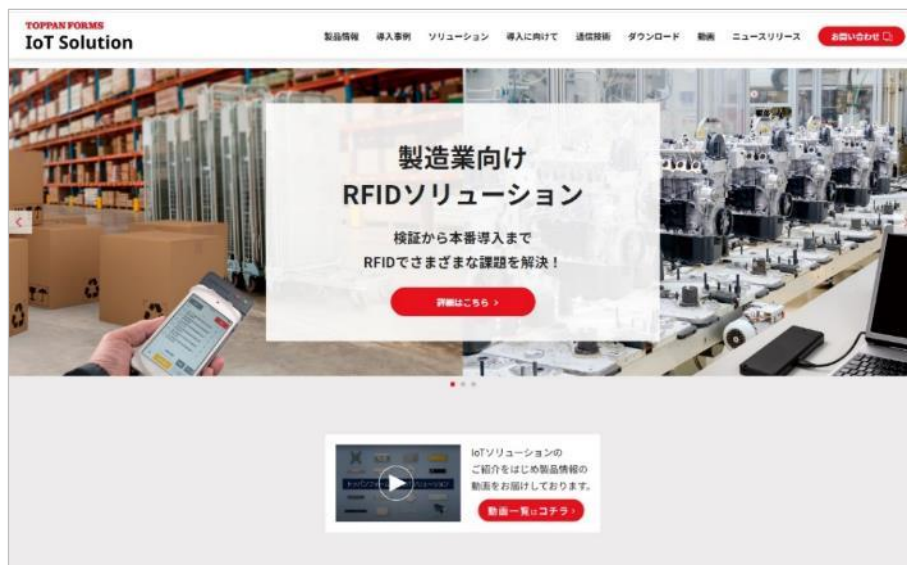 TOPPAN FORMS
IoT Solution
製品情報 導入事例 ソリューション 導入に向けて 通信技術 ダウンロード 動画 ニュースリリース お問い合わせ
製造業向け
RFIDソリューション
検証から本番導入まで
RFIDでさまざまな課題を解決！
詳細はこちら
IoTソリューションの
ご紹介をはじめ製品情報の
動画をお届けしております。
動画一覧はコチラ